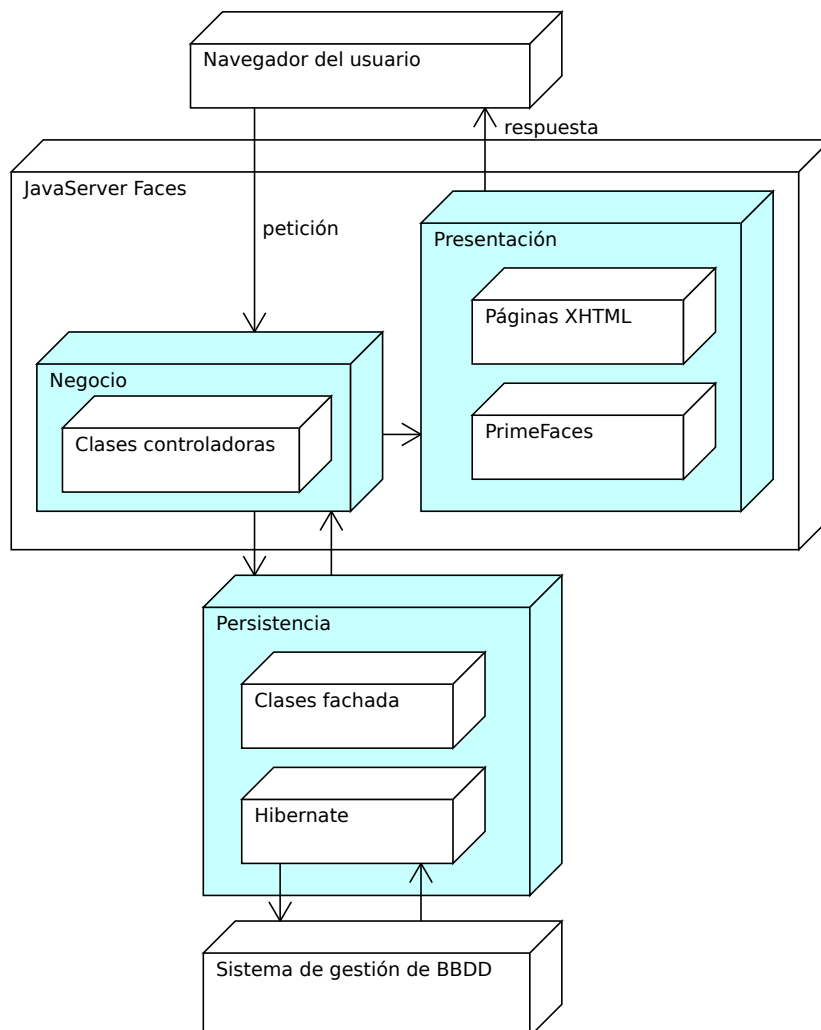 Navegador del usuario
respuesta
JavaServer Faces
petición
Presentación
Páginas XHTML
PrimeFaces
Negocio
Clases controladoras
Persistencia
Clases fachada
Hibernate
Sistema de gestión de BBDD